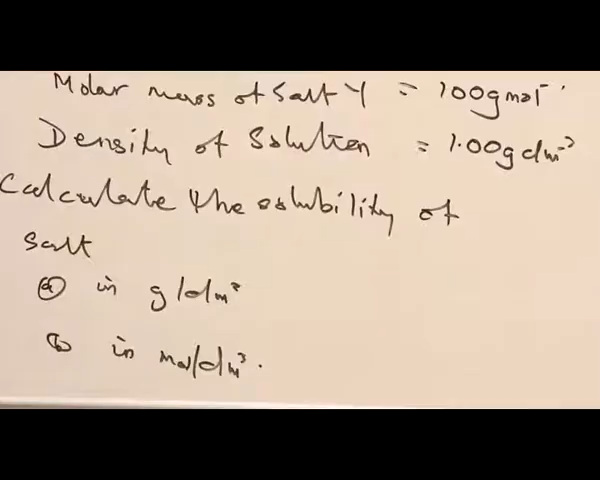 Molar mass of Salt Y = 100gmol⁻¹
Density of Solution = 1.00gdm⁻³
Calculate the solubility of
Salt
ⓐ in g/dm³
ⓑ in mol/dm³.